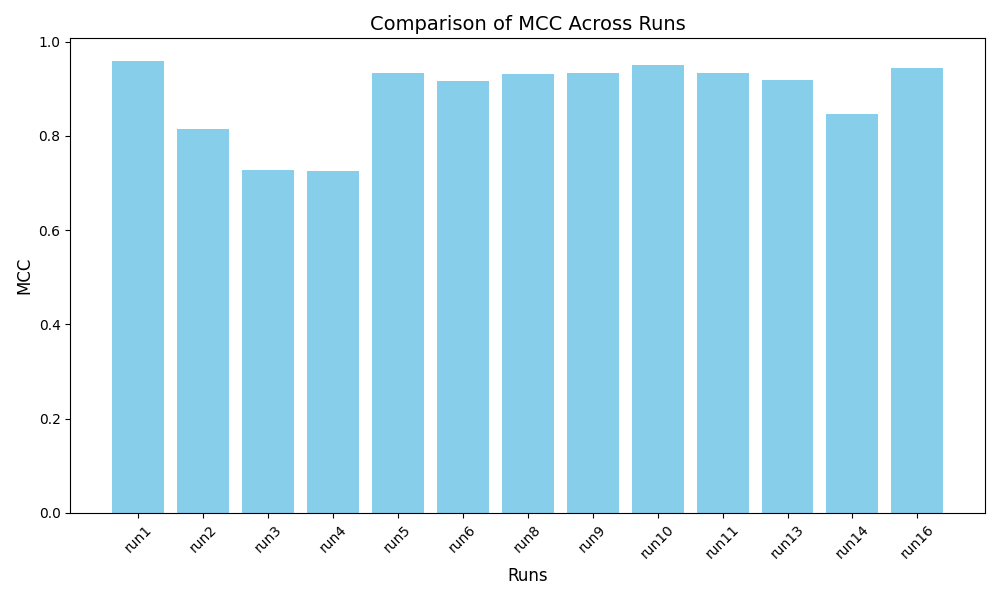 Comparison of MCC Across Runs
1.0
0.8
0.6
0.4
0.2
0.0
MCC
run1 run2 run3 run4 run5 run6 run8 run9 run10 run11 run13 run14 run16
Runs